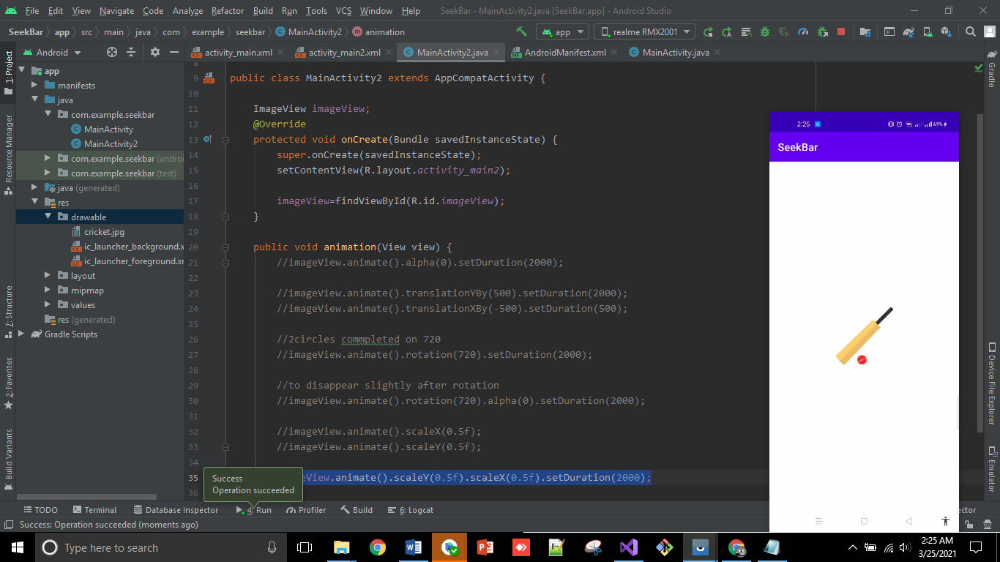 File Edit View Navigate Code Analyze Refactor Build Run Tools VCS Window Help SeekBar - MainActivity2.java [SeekBar.app] - Android Studio
SeekBar app src main java com example seekbar MainActivity2 animation app realme RMX2001
Android activity_main.xml activity_main2.xml MainActivity2.java AndroidManifest.xml MainActivity.java
1: Project
Resource Manager
7: Structure
2: Favorites
Build Variants
app
manifests
java
com.example.seekbar
MainActivity
MainActivity2
com.example.seekbar (androi
com.example.seekbar (test)
java (generated)
res
drawable
cricket.jpg
ic_launcher_background.x
ic_launcher_foreground.xr
layout
mipmap
values
res (generated)
Gradle Scripts
8
9 public class MainActivity2 extends AppCompatActivity {
10
11 ImageView imageView;
12 @Override
13 protected void onCreate(Bundle savedInstanceState) {
14 super.onCreate(savedInstanceState);
15 setContentView(R.layout.activity_main2);
16
17 imageView=findViewById(R.id.imageView);
18 }
19
20 public void animation(View view) {
21 //imageView.animate().alpha(0).setDuration(2000);
22
23 //imageView.animate().translationYBy(500).setDuration(2000);
24 //imageView.animate().translationXBy(-500).setDuration(500);
25
26 //2circles commpleted on 720
27 //imageView.animate().rotation(720).setDuration(2000);
28
29 //to disappear slightly after rotation
30 //imageView.animate().rotation(720).alpha(0).setDuration(2000);
31
32 //imageView.animate().scaleX(0.5f);
33 //imageView.animate().scaleY(0.5f);
34
35 eView.animate().scaleY(0.5f).scaleX(0.5f).setDuration(2000);
36
Success
Operation succeeded
2:25 69%
SeekBar
Gradle
Device File Explorer
Emulator
TODO Terminal Database Inspector 4: Run Profiler Build 6: Logcat ector
Success: Operation succeeded (moments ago)
Type here to search
2:25 AM
3/25/2021